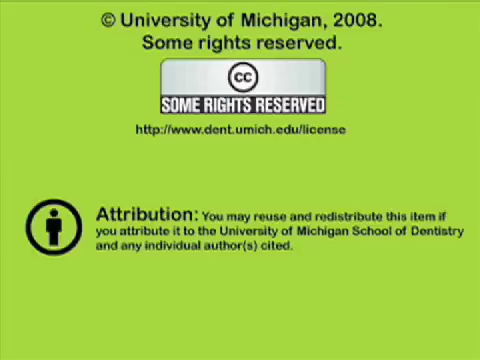 © University of Michigan, 2008.
Some rights reserved.
cc
SOME RIGHTS RESERVED
http://www.dent.umich.edu/license
Attribution: You may reuse and redistribute this item if
you attribute it to the University of Michigan School of Dentistry
and any individual author(s) cited.